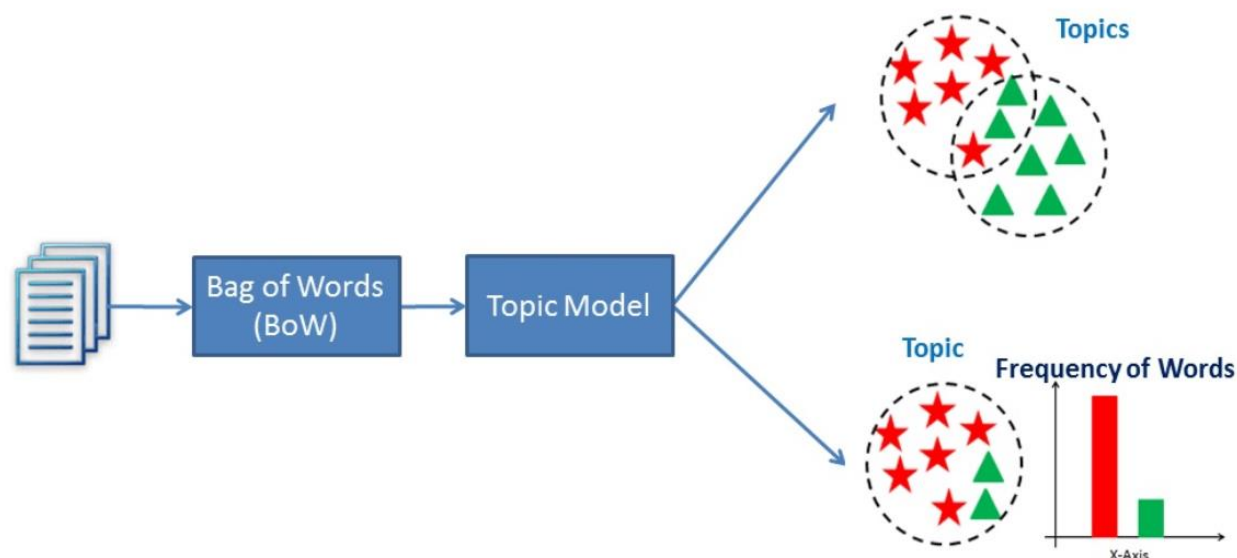 Topics
Bag of Words
(BoW)
Topic Model
Topic
Frequency of Words
X-Axis